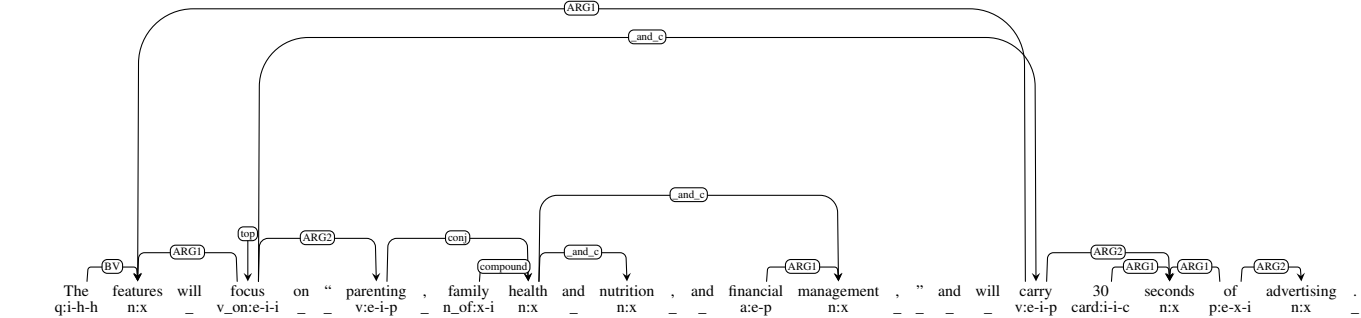 ARG1
_and_c
_and_c
top
ARG2
conj
ARG1
_and_c
ARG2
BV
compound
ARG1
ARG1
ARG1
ARG2
The features will focus on “ parenting , family health and nutrition , and financial management , ” and will carry 30 seconds of advertising .
q:i-h-h n:x _ v_on:e-i-i _ _ v:e-i-p _ n_of:x-i n:x _ n:x _ _ a:e-p n:x _ _ _ _ v:e-i-p card:i-i-c n:x p:e-x-i n:x _